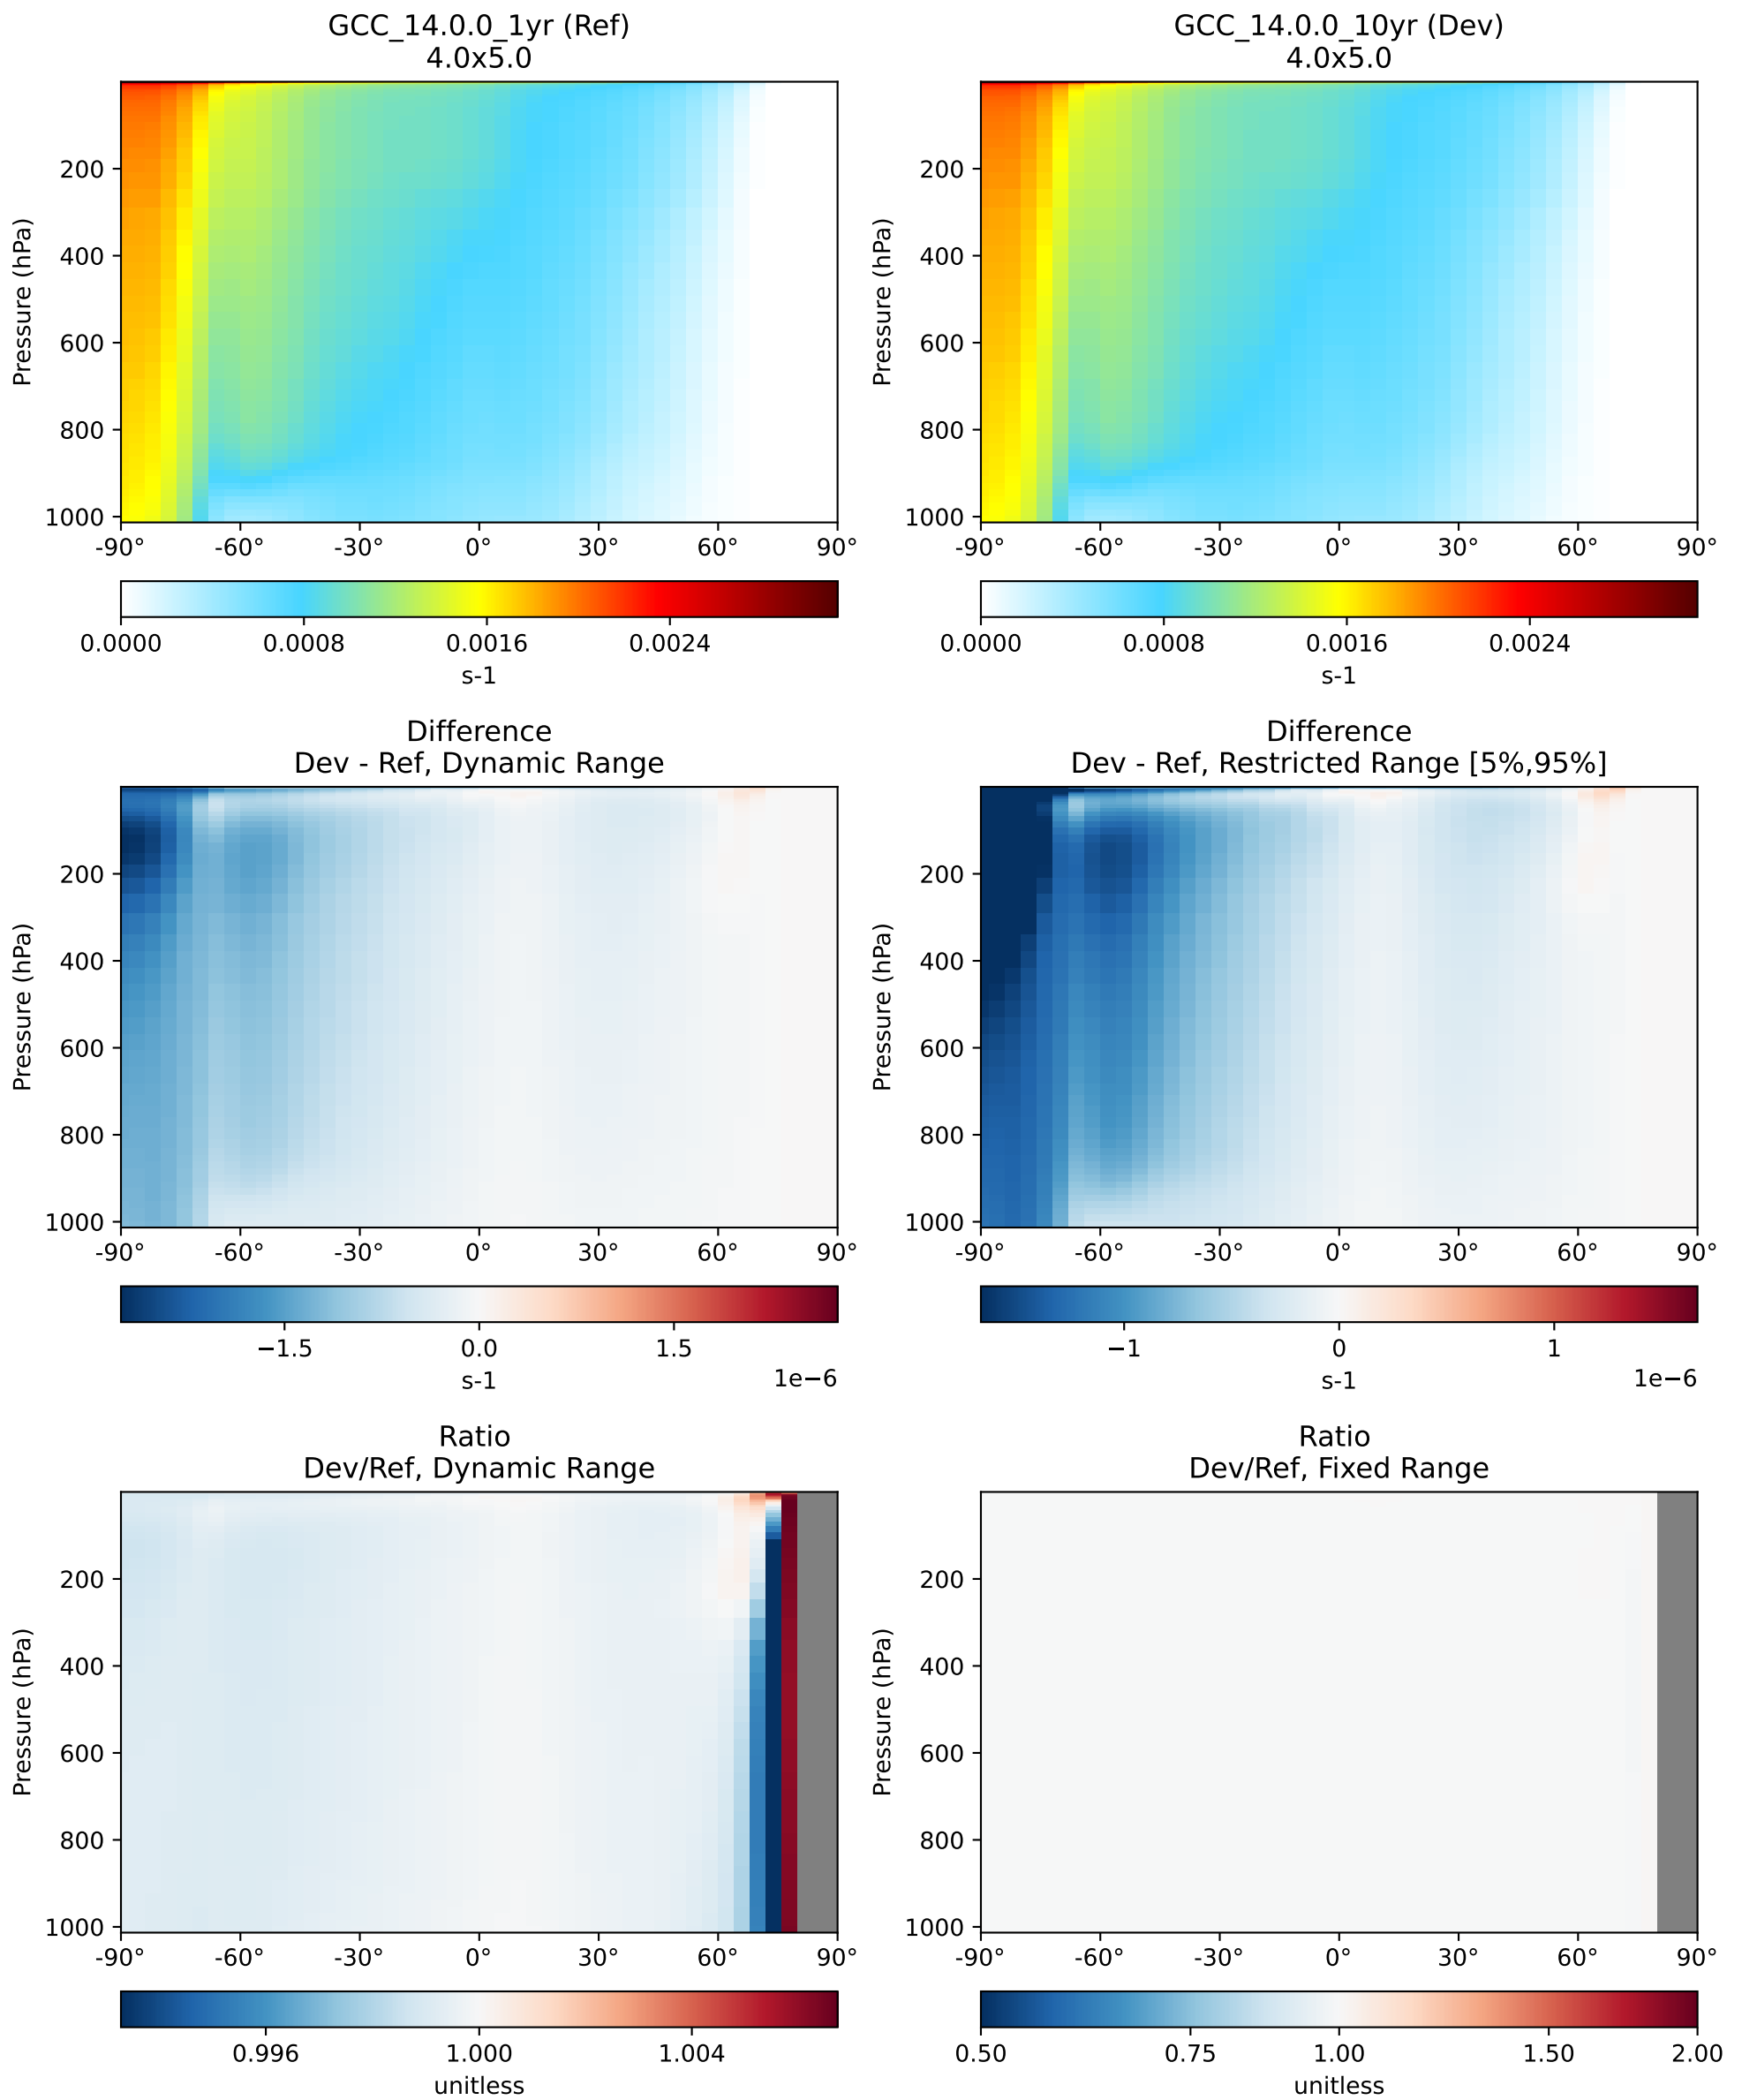 GCC_14.0.0_1yr (Ref)
4.0x5.0
GCC_14.0.0_10yr (Dev)
4.0x5.0
Pressure (hPa)
200
400
600
800
1000
-90° -60° -30° 0° 30° 60° 90°
0.0000 0.0008 0.0016 0.0024
s-1
Pressure (hPa)
200
400
600
800
1000
-90° -60° -30° 0° 30° 60° 90°
0.0000 0.0008 0.0016 0.0024
s-1
Difference
Dev - Ref, Dynamic Range
Pressure (hPa)
200
400
600
800
1000
-90° -60° -30° 0° 30° 60° 90°
−1.5 0.0 1.5
s-1 1e−6
Difference
Dev - Ref, Restricted Range [5%,95%]
Pressure (hPa)
200
400
600
800
1000
-90° -60° -30° 0° 30° 60° 90°
−1 0 1
s-1 1e−6
Ratio
Dev/Ref, Dynamic Range
Pressure (hPa)
200
400
600
800
1000
-90° -60° -30° 0° 30° 60° 90°
0.996 1.000 1.004
unitless
Ratio
Dev/Ref, Fixed Range
Pressure (hPa)
200
400
600
800
1000
-90° -60° -30° 0° 30° 60° 90°
0.50 0.75 1.00 1.50 2.00
unitless